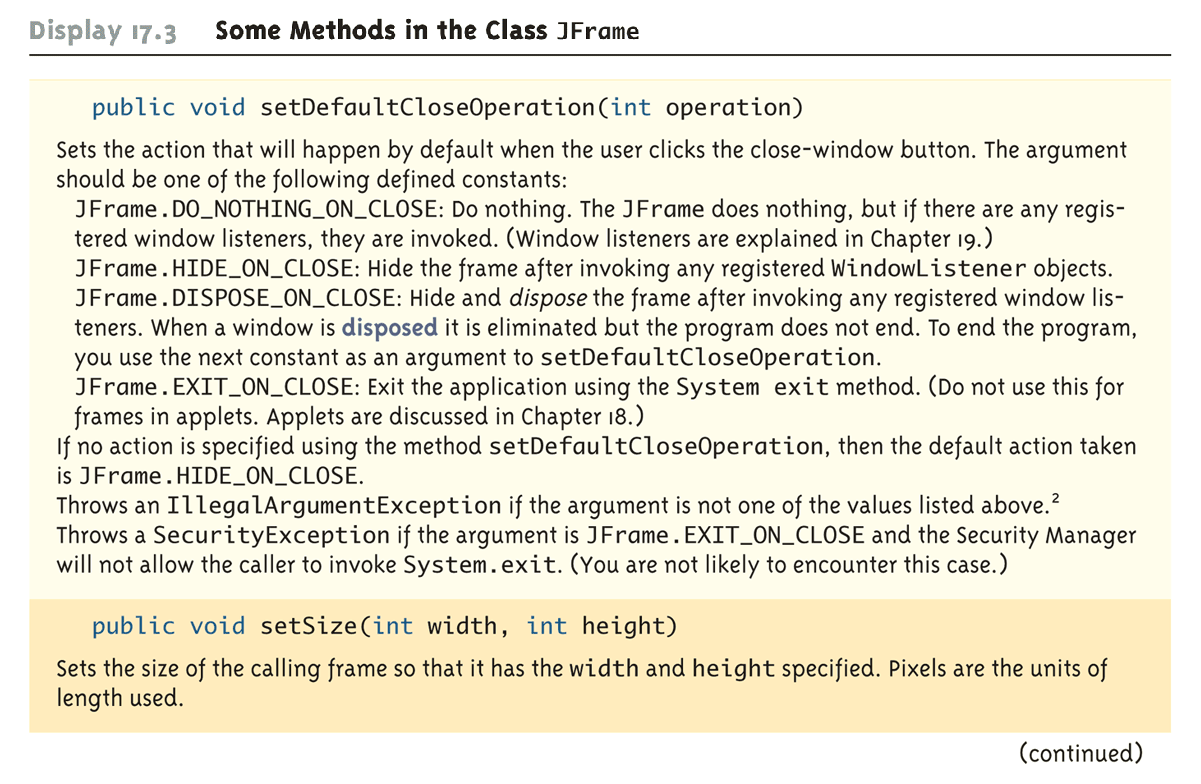 Display 17.3 Some Methods in the Class JFrame
public void setDefaultCloseOperation(int operation)
Sets the action that will happen by default when the user clicks the close-window button. The argument
should be one of the following defined constants:
JFrame.DO_NOTHING_ON_CLOSE: Do nothing. The JFrame does nothing, but if there are any regis-
tered window listeners, they are invoked. (Window listeners are explained in Chapter 19.)
JFrame.HIDE_ON_CLOSE: Hide the frame after invoking any registered WindowListener objects.
JFrame.DISPOSE_ON_CLOSE: Hide and dispose the frame after invoking any registered window lis-
teners. When a window is disposed it is eliminated but the program does not end. To end the program,
you use the next constant as an argument to setDefaultCloseOperation.
JFrame.EXIT_ON_CLOSE: Exit the application using the System exit method. (Do not use this for
frames in applets. Applets are discussed in Chapter 18.)
If no action is specified using the method setDefaultCloseOperation, then the default action taken
is JFrame.HIDE_ON_CLOSE.
Throws an IllegalArgumentException if the argument is not one of the values listed above.²
Throws a SecurityException if the argument is JFrame.EXIT_ON_CLOSE and the Security Manager
will not allow the caller to invoke System.exit. (You are not likely to encounter this case.)
public void setSize(int width, int height)
Sets the size of the calling frame so that it has the width and height specified. Pixels are the units of
length used.
(continued)